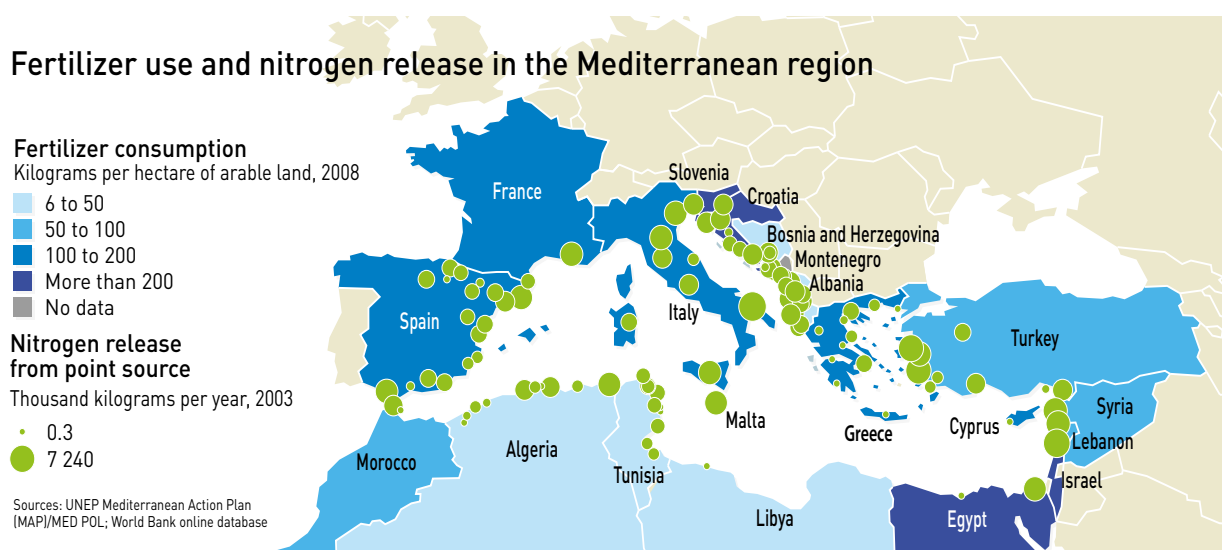 Fertilizer use and nitrogen release in the Mediterranean region
Fertilizer consumption
Kilograms per hectare of arable land, 2008
6 to 50
50 to 100
100 to 200
More than 200
No data
Nitrogen release
from point source
Thousand kilograms per year, 2003
0.3
7 240
Sources: UNEP Mediterranean Action Plan
(MAP)/MED POL; World Bank online database
Slovenia
France
Croatia
Bosnia and Herzegovina
Montenegro
Albania
Italy
Spain
Turkey
Malta
Syria
Cyprus
Greece
Lebanon
Algeria
Morocco
Tunisia
Israel
Libya
Egypt